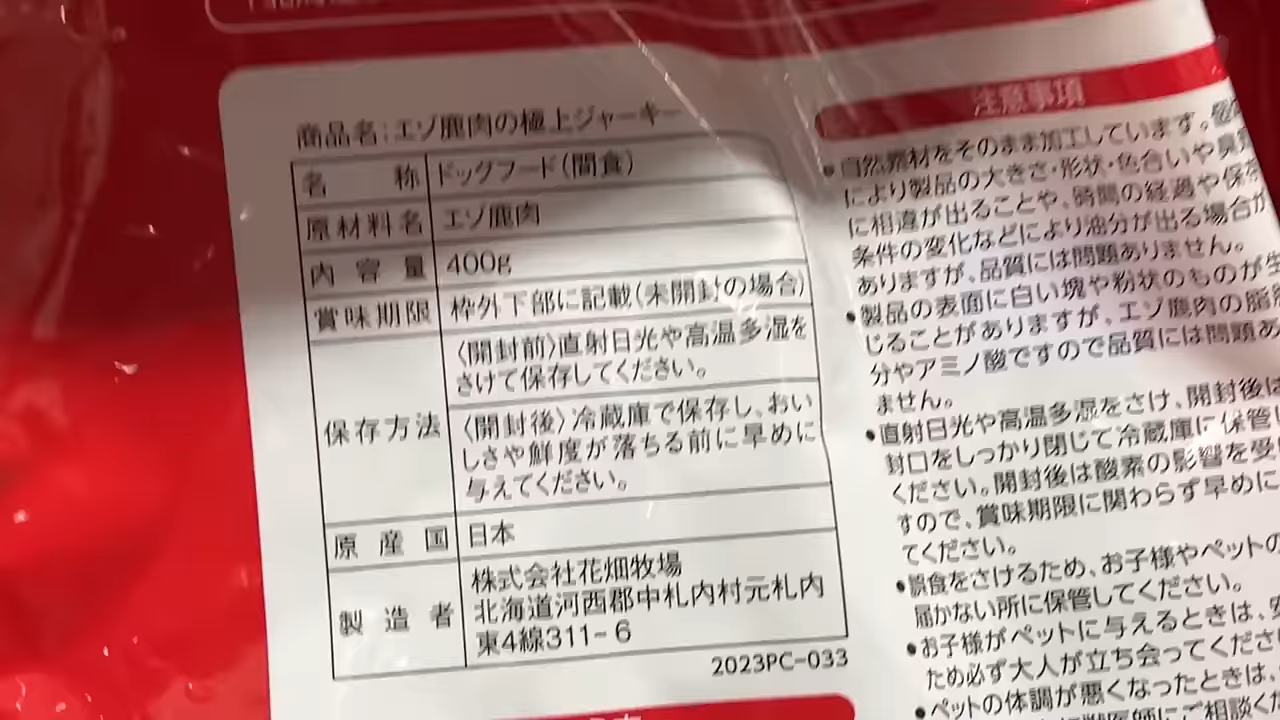 商品名:エゾ鹿肉の極上ジャーキー
名称 ドッグフード(間食)
原材料名 エゾ鹿肉
内容量 400g
賞味期限 枠外下部に記載(未開封の場合)
保存方法 〈開封前〉直射日光や高温多湿を
さけて保存してください。
〈開封後〉冷蔵庫で保存し、おい
しさや鮮度が落ちる前に早めに
与えてください。
原産国 日本
製造者 株式会社花畑牧場
北海道河西郡中札内村元札内
東4線311-6
2023PC-033
注意事項
●自然素材をそのまま加工しています。
により製品の大きさ・形状・色合いや臭
に相違が出ることや、時間の経過や保存
条件の変化などにより油分が出る場合が
ありますが、品質には問題ありません。
●製品の表面に白い塊や粉状のものが生
じることがありますが、エゾ鹿肉の脂肪
分やアミノ酸ですので品質には問題あ
ません。
●直射日光や高温多湿をさけ、開封後は
封口をしっかり閉じて冷蔵庫に保管し
ください。開封後は酸素の影響を受
すので、賞味期限に関わらず早めに
てください。
●誤食をさけるため、お子様やペットの
届かない所に保管してください。
●お子様がペットに与えるときは、
ため必ず大人が立ち会ってくださ
●ペットの体調が悪くなったときは、
獣医師にご相談くだ